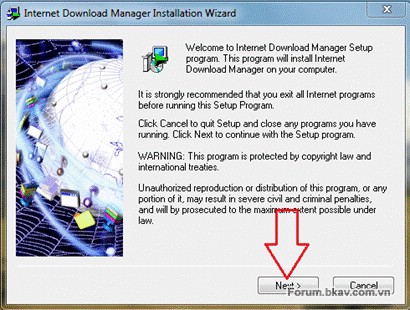 Internet Download Manager Installation Wizard
Welcome to Internet Download Manager Setup
program. This program will install Internet
Download Manager on your computer.
It is strongly recommended that you exit all Internet programs
before running this Setup Program.
Click Cancel to quit Setup and close any programs you have
running. Click Next to continue with the Setup program.
WARNING: This program is protected by copyright law and
international treaties.
Unauthorized reproduction or distribution of this program, or any
portion of it, may result in severe civil and criminal penalties,
and will by prosecuted to the maximum extent possible under
law.
Next > Cancel
Forum.bkav.com.vn